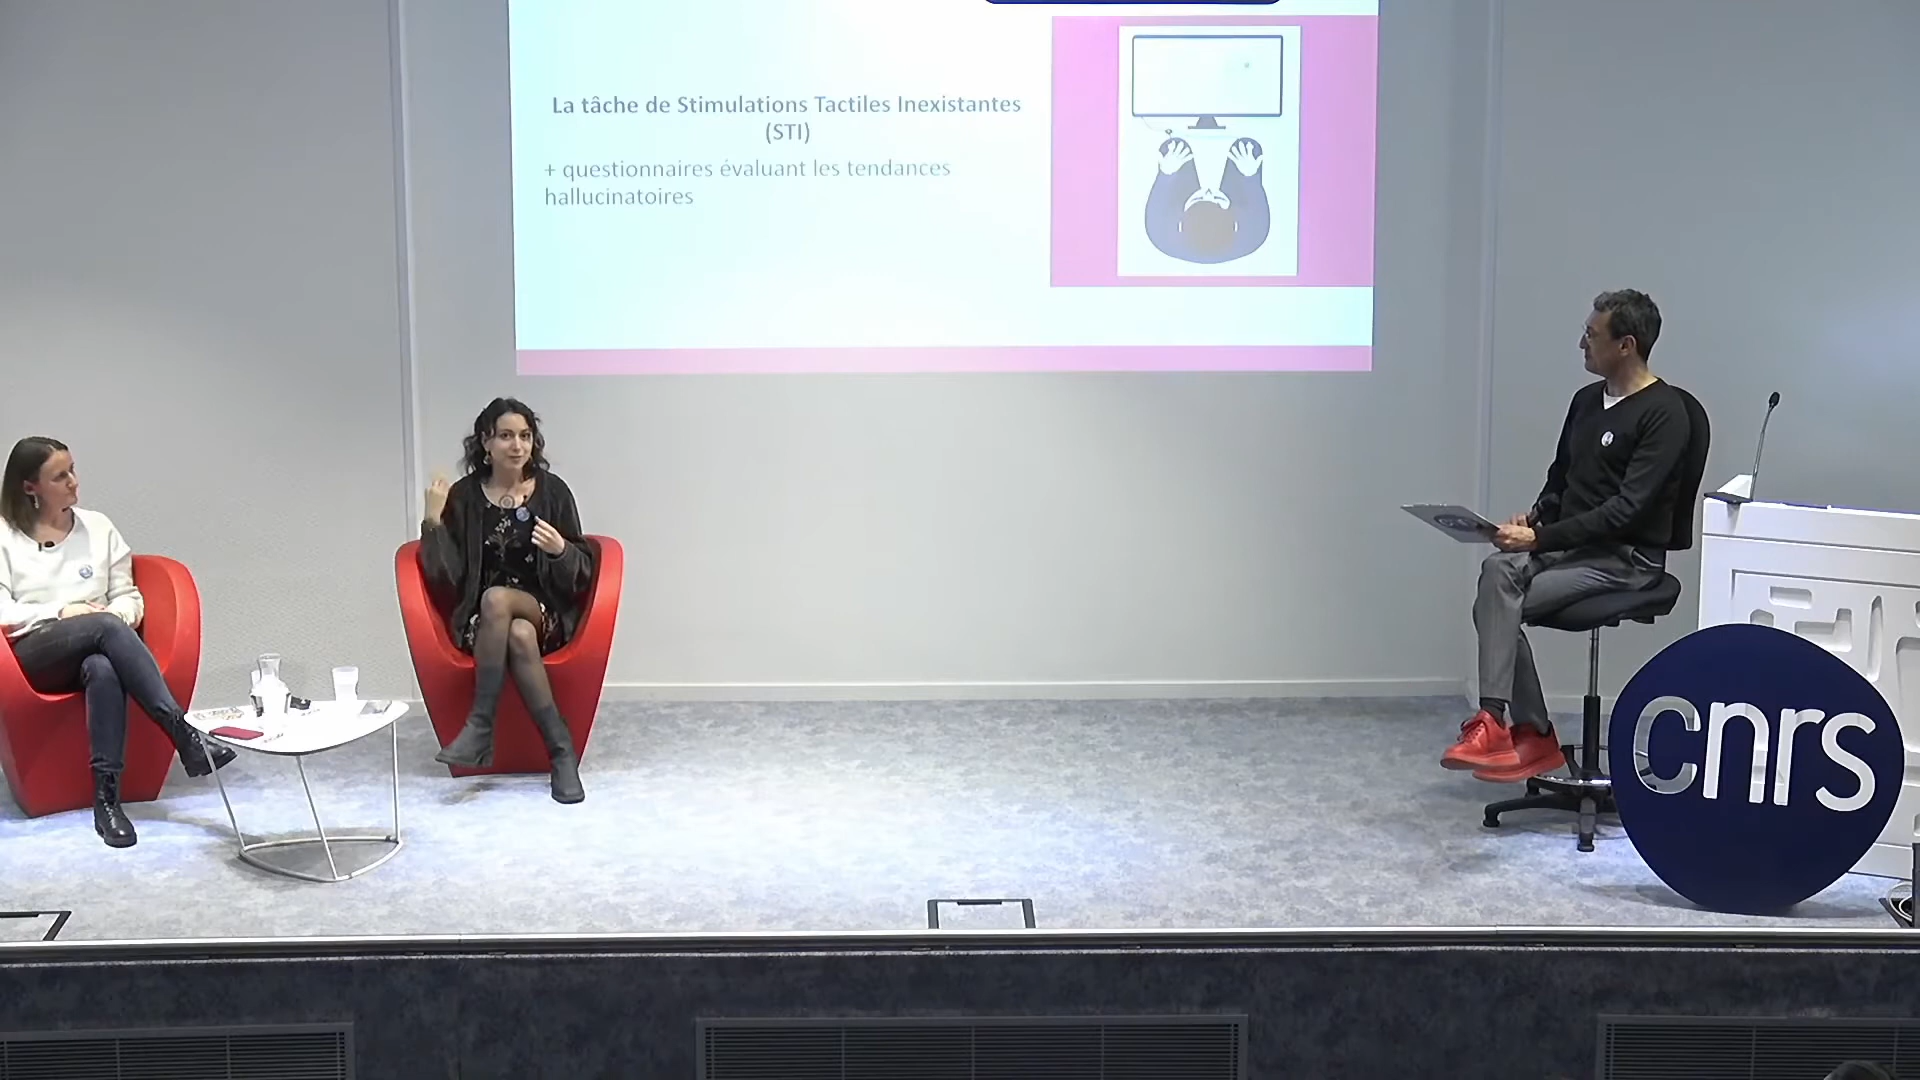 La tâche de Stimulations Tactiles Inexistantes
(STI)
+ questionnaires évaluant les tendances
hallucinatoires
cnrs